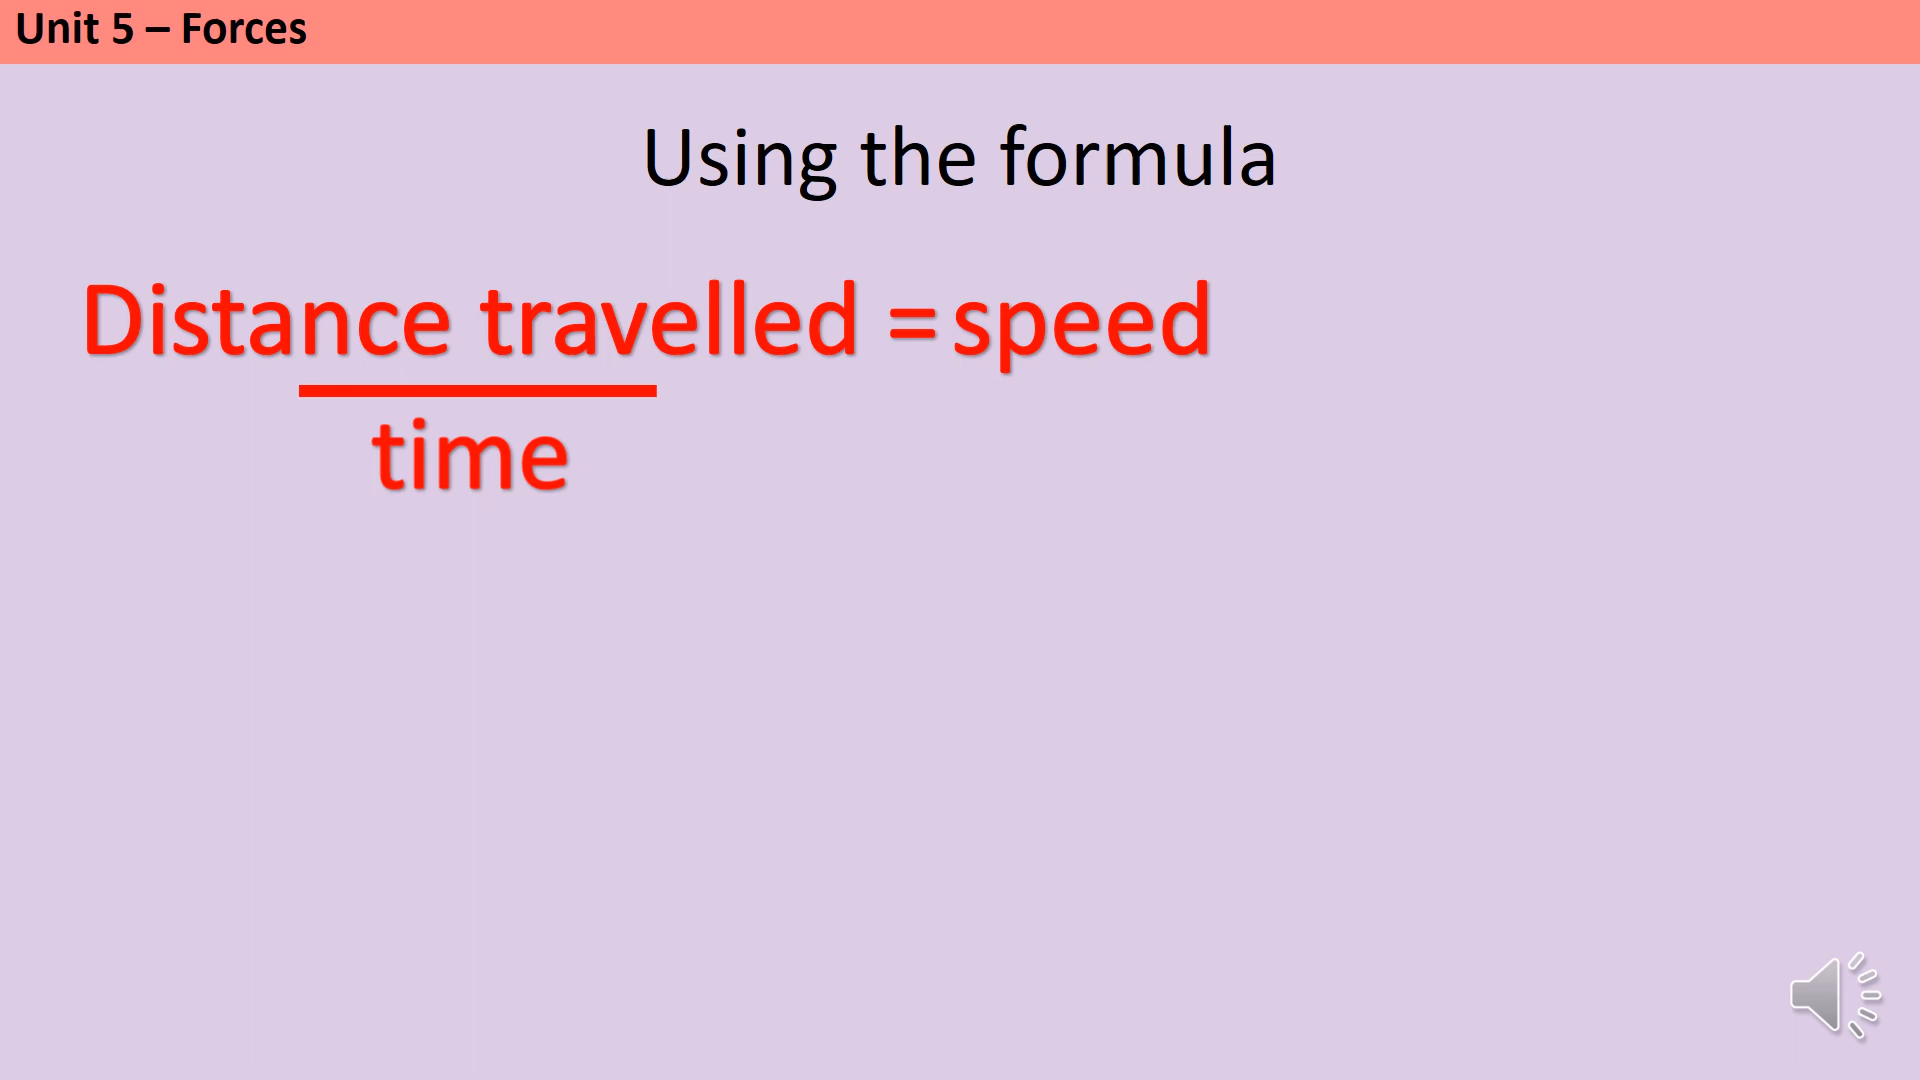 Unit 5 – Forces
Using the formula
Distance travelled = speed
time